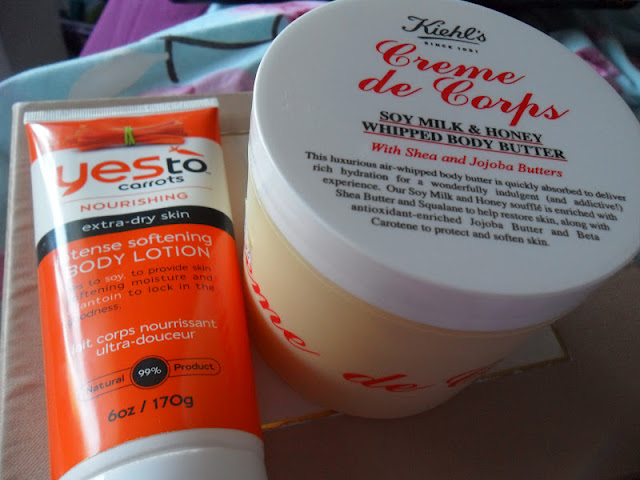 yes to
carrots
NOURISHING
extra-dry skin
intense softening
BODY LOTION
to soy, to provide skin
softening moisture and
to lock in the
lait corps nourrissant
ultra-douceur
Natural 99% Product
6oz / 170g
Kiehl's
SINCE 1851
Creme
de Corps
SOY MILK & HONEY
WHIPPED BODY BUTTER
With Shea and Jojoba Butters
This luxurious air-whipped body butter is quickly absorbed to deliver
rich hydration for a wonderfully indulgent (and addictive!)
experience. Our Soy Milk and Honey soufflé is enriched with
Shea Butter and Squalane to help restore skin, along with
antioxidant-enriched Jojoba Butter and Beta
Carotene to protect and soften skin.
de